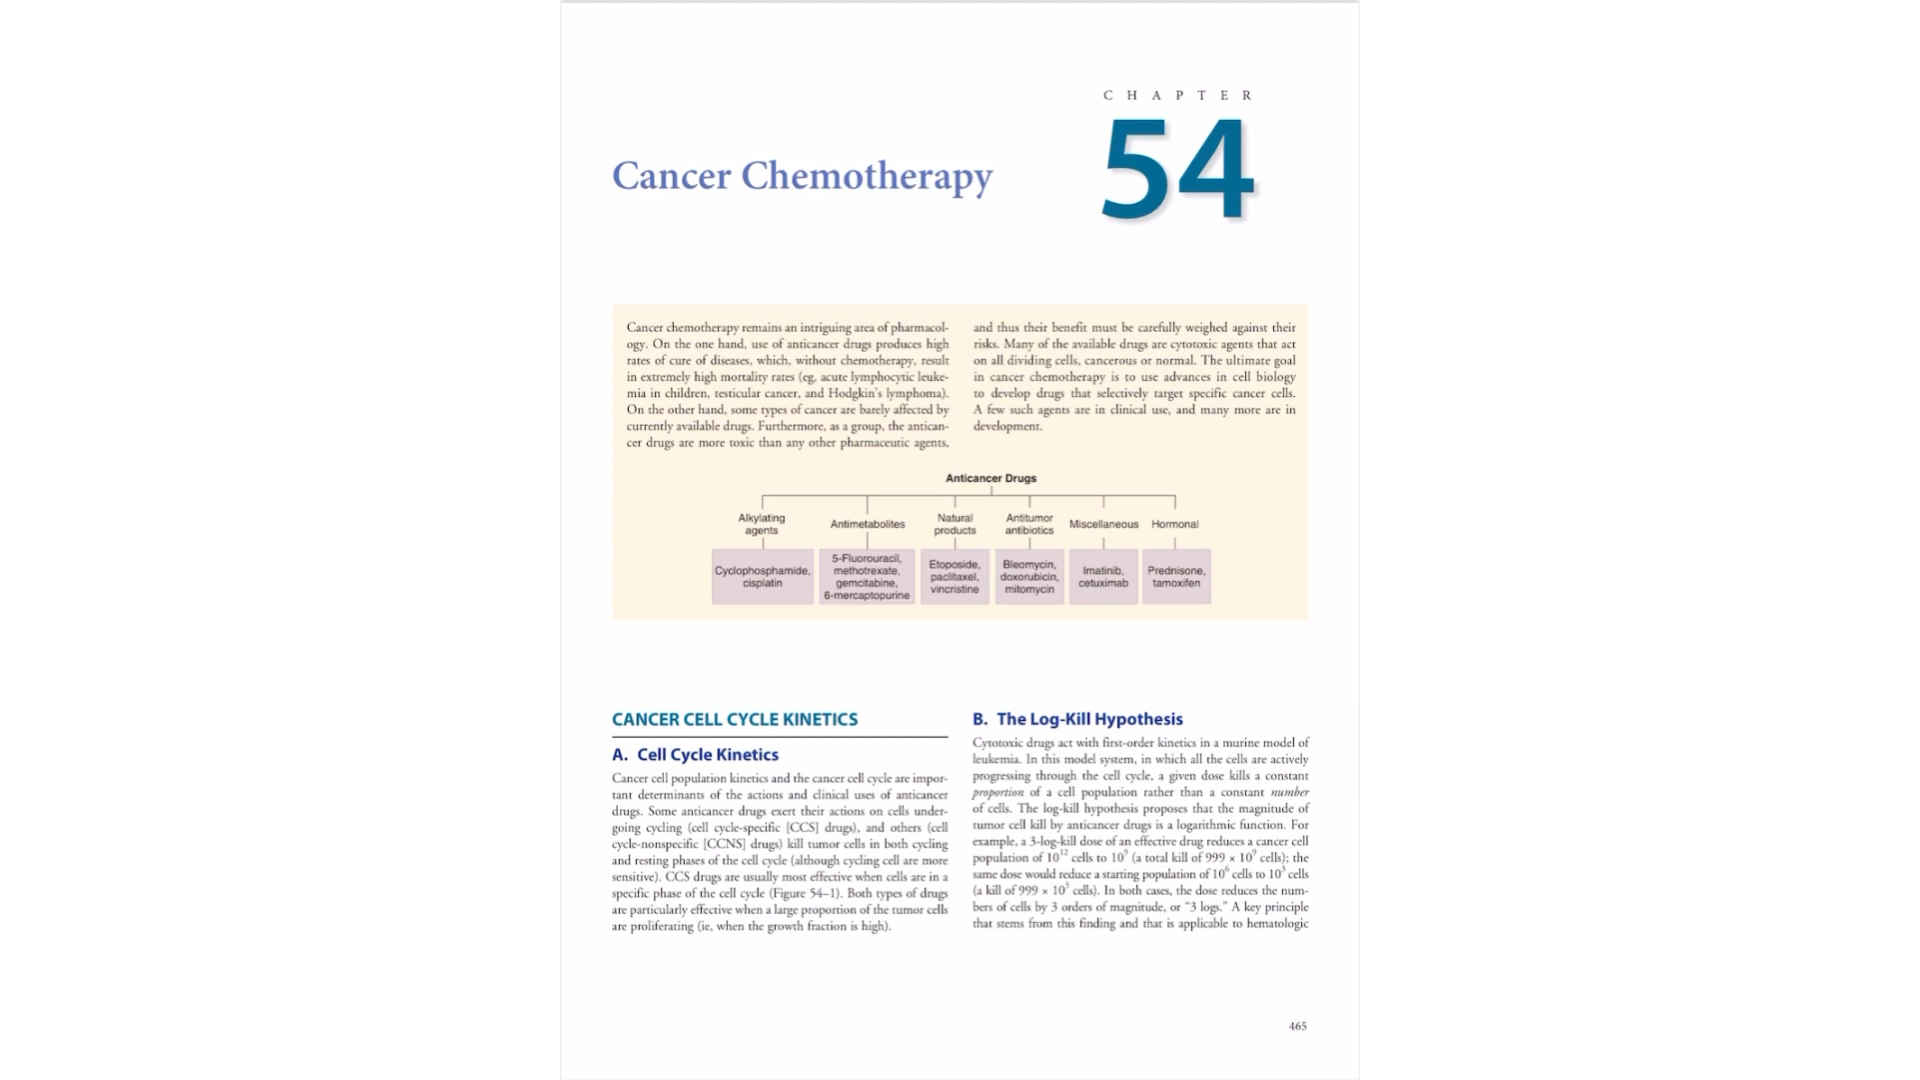 CHAPTER
54
Cancer Chemotherapy
Cancer chemotherapy remains an intriguing area of pharmacol-
ogy. On the one hand, use of anticancer drugs produces high
rates of cure of diseases, which, without chemotherapy, result
in extremely high mortality rates (eg, acute lymphocytic leuke-
mia in children, testicular cancer, and Hodgkin's lymphoma).
On the other hand, some types of cancer are barely affected by
currently available drugs. Furthermore, as a group, the antican-
cer drugs are more toxic than any other pharmaceutic agents,
and thus their benefit must be carefully weighed against their
risks. Many of the available drugs are cytotoxic agents that act
on all dividing cells, cancerous or normal. The ultimate goal
in cancer chemotherapy is to use advances in cell biology
to develop drugs that selectively target specific cancer cells.
A few such agents are in clinical use, and many more are in
development.
Anticancer Drugs
Alkylating
agents
Antimetabolites
Natural
products
Antitumor
antibiotics
Miscellaneous
Hormonal
Cyclophosphamide,
cisplatin
5-Fluorouracil,
methotrexate,
gemcitabine,
6-mercaptopurine
Etoposide,
paclitaxel,
vincristine
Bleomycin,
doxorubicin,
mitomycin
Imatinib,
cetuximab
Prednisone,
tamoxifen
CANCER CELL CYCLE KINETICS
A. Cell Cycle Kinetics
Cancer cell population kinetics and the cancer cell cycle are impor-
tant determinants of the actions and clinical uses of anticancer
drugs. Some anticancer drugs exert their actions on cells under-
going cycling (cell cycle-specific [CCS] drugs), and others (cell
cycle-nonspecific [CCNS] drugs) kill tumor cells in both cycling
and resting phases of the cell cycle (although cycling cell are more
sensitive). CCS drugs are usually most effective when cells are in a
specific phase of the cell cycle (Figure 54–1). Both types of drugs
are particularly effective when a large proportion of the tumor cells
are proliferating (ie, when the growth fraction is high).
B. The Log-Kill Hypothesis
Cytotoxic drugs act with first-order kinetics in a murine model of
leukemia. In this model system, in which all the cells are actively
progressing through the cell cycle, a given dose kills a constant
proportion of a cell population rather than a constant number
of cells. The log-kill hypothesis proposes that the magnitude of
tumor cell kill by anticancer drugs is a logarithmic function. For
example, a 3-log-kill dose of an effective drug reduces a cancer cell
population of 10¹² cells to 10⁹ (a total kill of 999 × 10⁹ cells); the
same dose would reduce a starting population of 10⁶ cells to 10³ cells
(a kill of 999 × 10³ cells). In both cases, the dose reduces the num-
bers of cells by 3 orders of magnitude, or “3 logs.” A key principle
that stems from this finding and that is applicable to hematologic
465